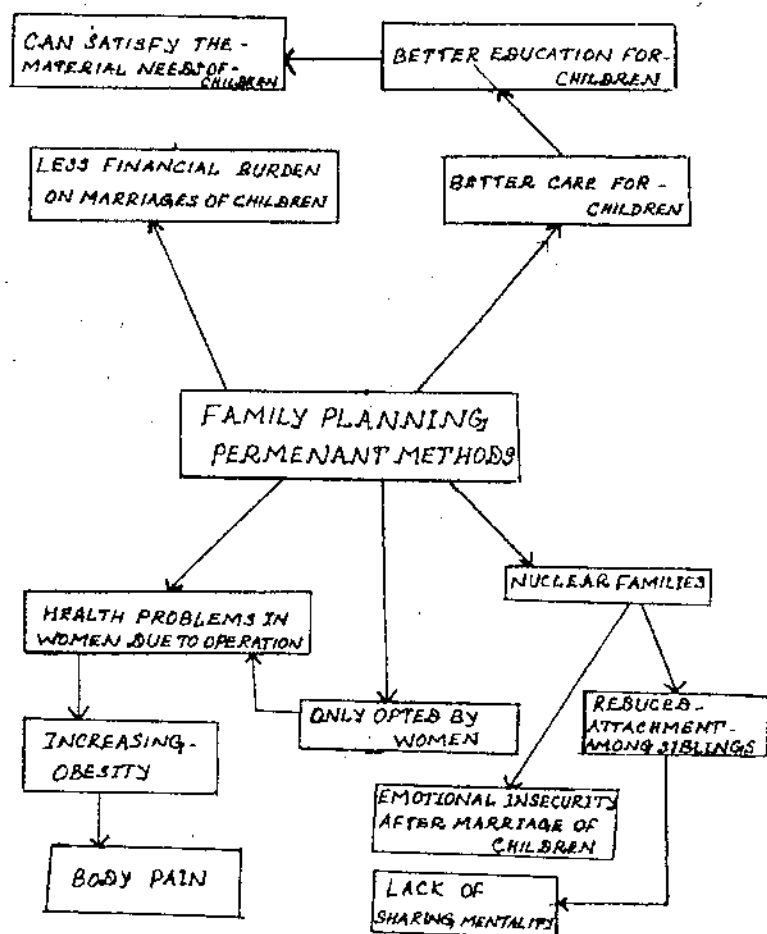 CAN SATISFY THE-
MATERIAL NEEDS OF-
CHILDREN
BETTER EDUCATION FOR-
CHILDREN
LESS FINANCIAL BURDEN
ON MARRIAGES OF CHILDREN
BETTER CARE FOR-
CHILDREN
FAMILY PLANNING
PERMENANT METHODS
NUCLEAR FAMILIES
HEALTH PROBLEMS IN
WOMEN DUE TO OPERATION
ONLY OPTED BY
WOMEN
REDUCED-
ATTACHMENT-
AMONG SIBLINGS
INCREASING-
OBESITY
EMOTIONAL INSECURITY
AFTER MARRIAGE OF
CHILDREN
BODY PAIN
LACK OF
SHARING MENTALITY